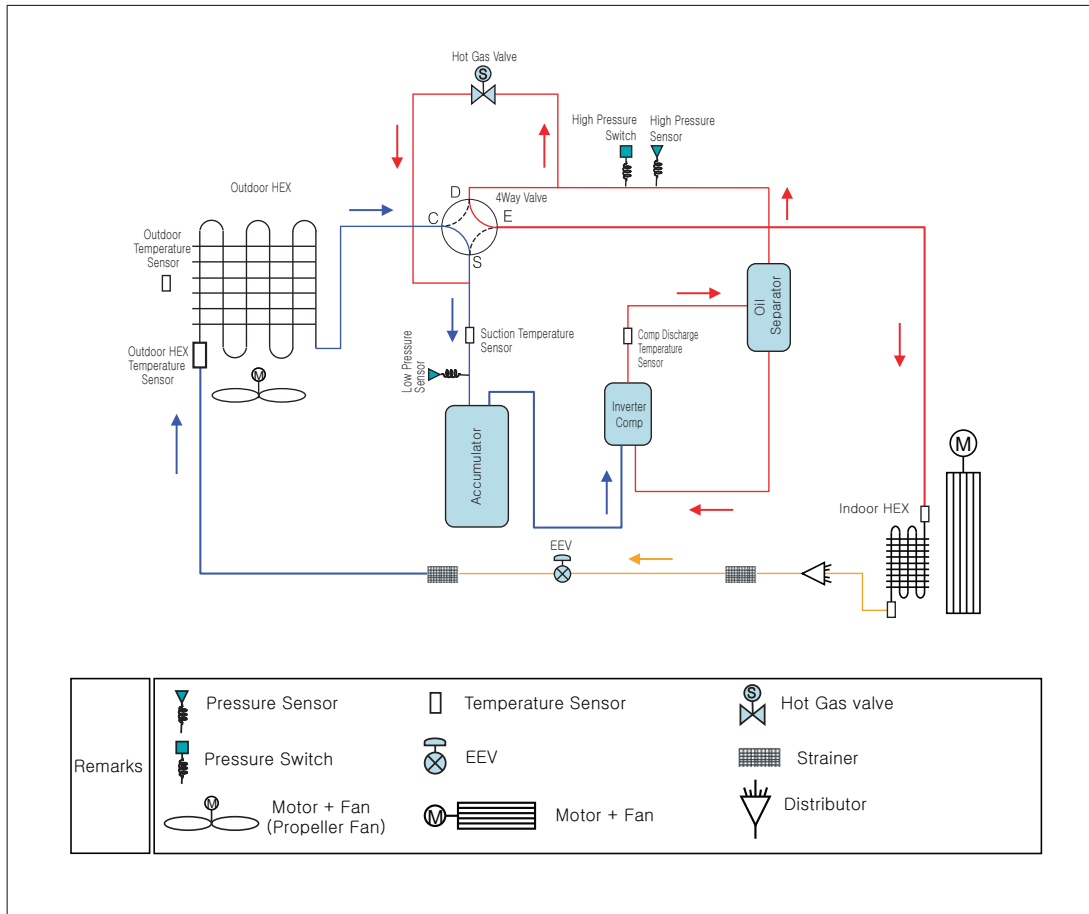 Hot Gas Valve
S
High Pressure
Switch
High Pressure
Sensor
Outdoor HEX
D
4Way Valve
C
E
S
Outdoor
Temperature
Sensor
Oil
Separator
Outdoor HEX
Temperature
Sensor
Suction Temperature
Sensor
Comp Discharge
Temperature
Sensor
Low Pressure
Sensor
M
Inverter
Comp
Accumulator
M
Indoor HEX
EEV
Remarks
Pressure Sensor
Temperature Sensor
S
Hot Gas valve
Pressure Switch
EEV
Strainer
M
Motor + Fan
(Propeller Fan)
M
Motor + Fan
Distributor